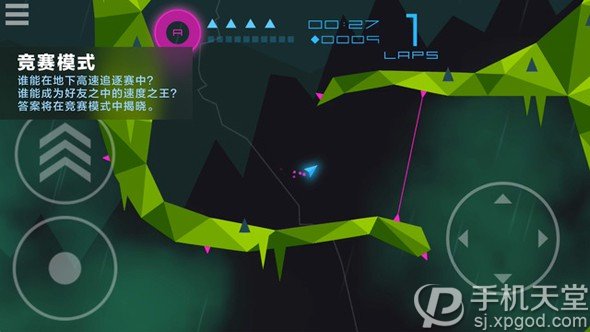 A
00:27
◆0009
1
LAPS
竞赛模式
谁能在地下高速追逐赛中?
谁能成为好友之中的速度之王?
答案将在竞赛模式中揭晓。
手机天堂
sj.xpgod.com